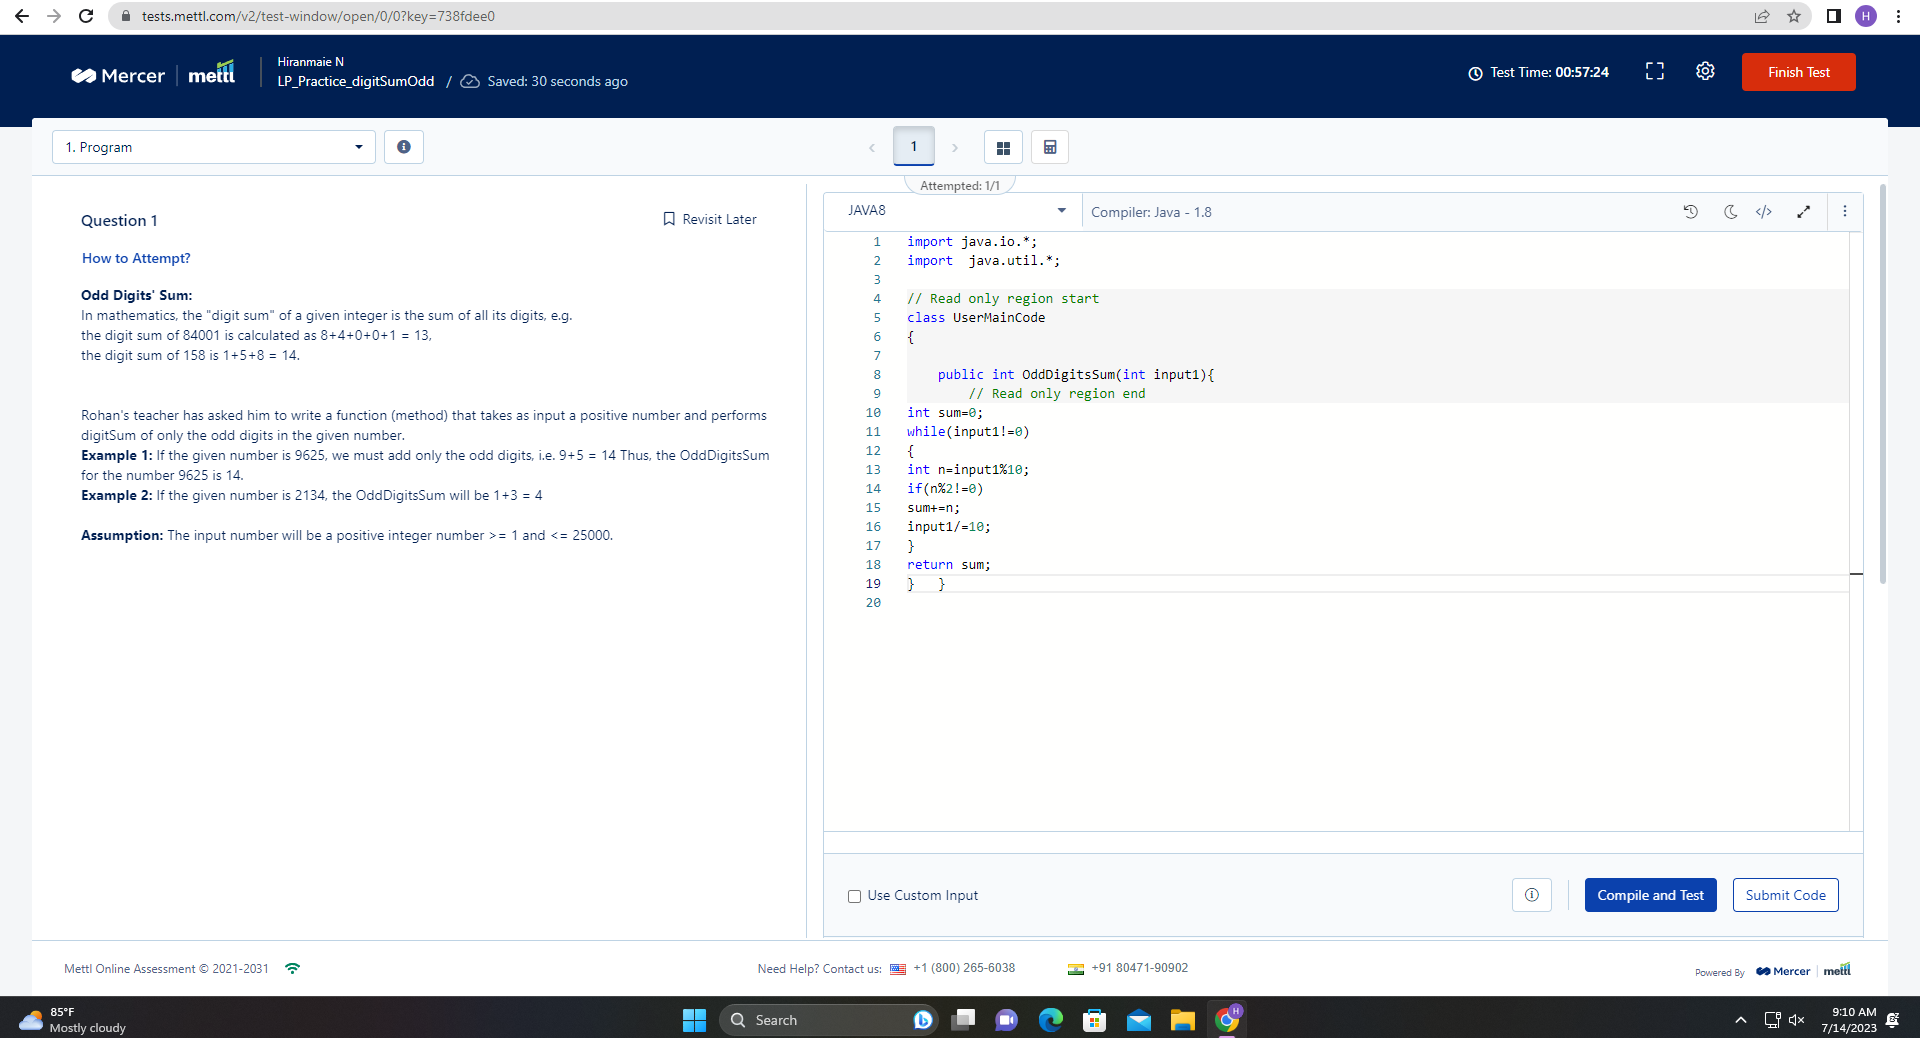 tests.mettl.com/v2/test-window/open/0/0?key=738fdee0
H
Mercer
mettl
Hiranmaie N
LP_Practice_digitSumOdd / Saved: 30 seconds ago
Test Time: 00:57:24
Finish Test
1. Program
1
Attempted: 1/1
Question 1
Revisit Later
How to Attempt?
Odd Digits' Sum:
In mathematics, the "digit sum" of a given integer is the sum of all its digits, e.g.
the digit sum of 84001 is calculated as 8+4+0+0+1 = 13,
the digit sum of 158 is 1+5+8 = 14.
Rohan's teacher has asked him to write a function (method) that takes as input a positive number and performs
digitSum of only the odd digits in the given number.
Example 1: If the given number is 9625, we must add only the odd digits, i.e. 9+5 = 14 Thus, the OddDigitsSum
for the number 9625 is 14.
Example 2: If the given number is 2134, the OddDigitsSum will be 1+3 = 4
Assumption: The input number will be a positive integer number >= 1 and <= 25000.
JAVA8
Compiler: Java - 1.8
1 import java.io.*;
2 import  java.util.*;
3
4 // Read only region start
5 class UserMainCode
6 {
7
8     public int OddDigitsSum(int input1){
9         // Read only region end
10 int sum=0;
11 while(input1!=0)
12 {
13 int n=input1%10;
14 if(n%2!=0)
15 sum+=n;
16 input1/=10;
17 }
18 return sum;
19 }   }
20
Use Custom Input
Compile and Test
Submit Code
Mettl Online Assessment © 2021-2031
Need Help? Contact us: +1 (800) 265-6038
+91 80471-90902
Powered By Mercer mettl
85°F
Mostly cloudy
Search
H
9:10 AM
7/14/2023